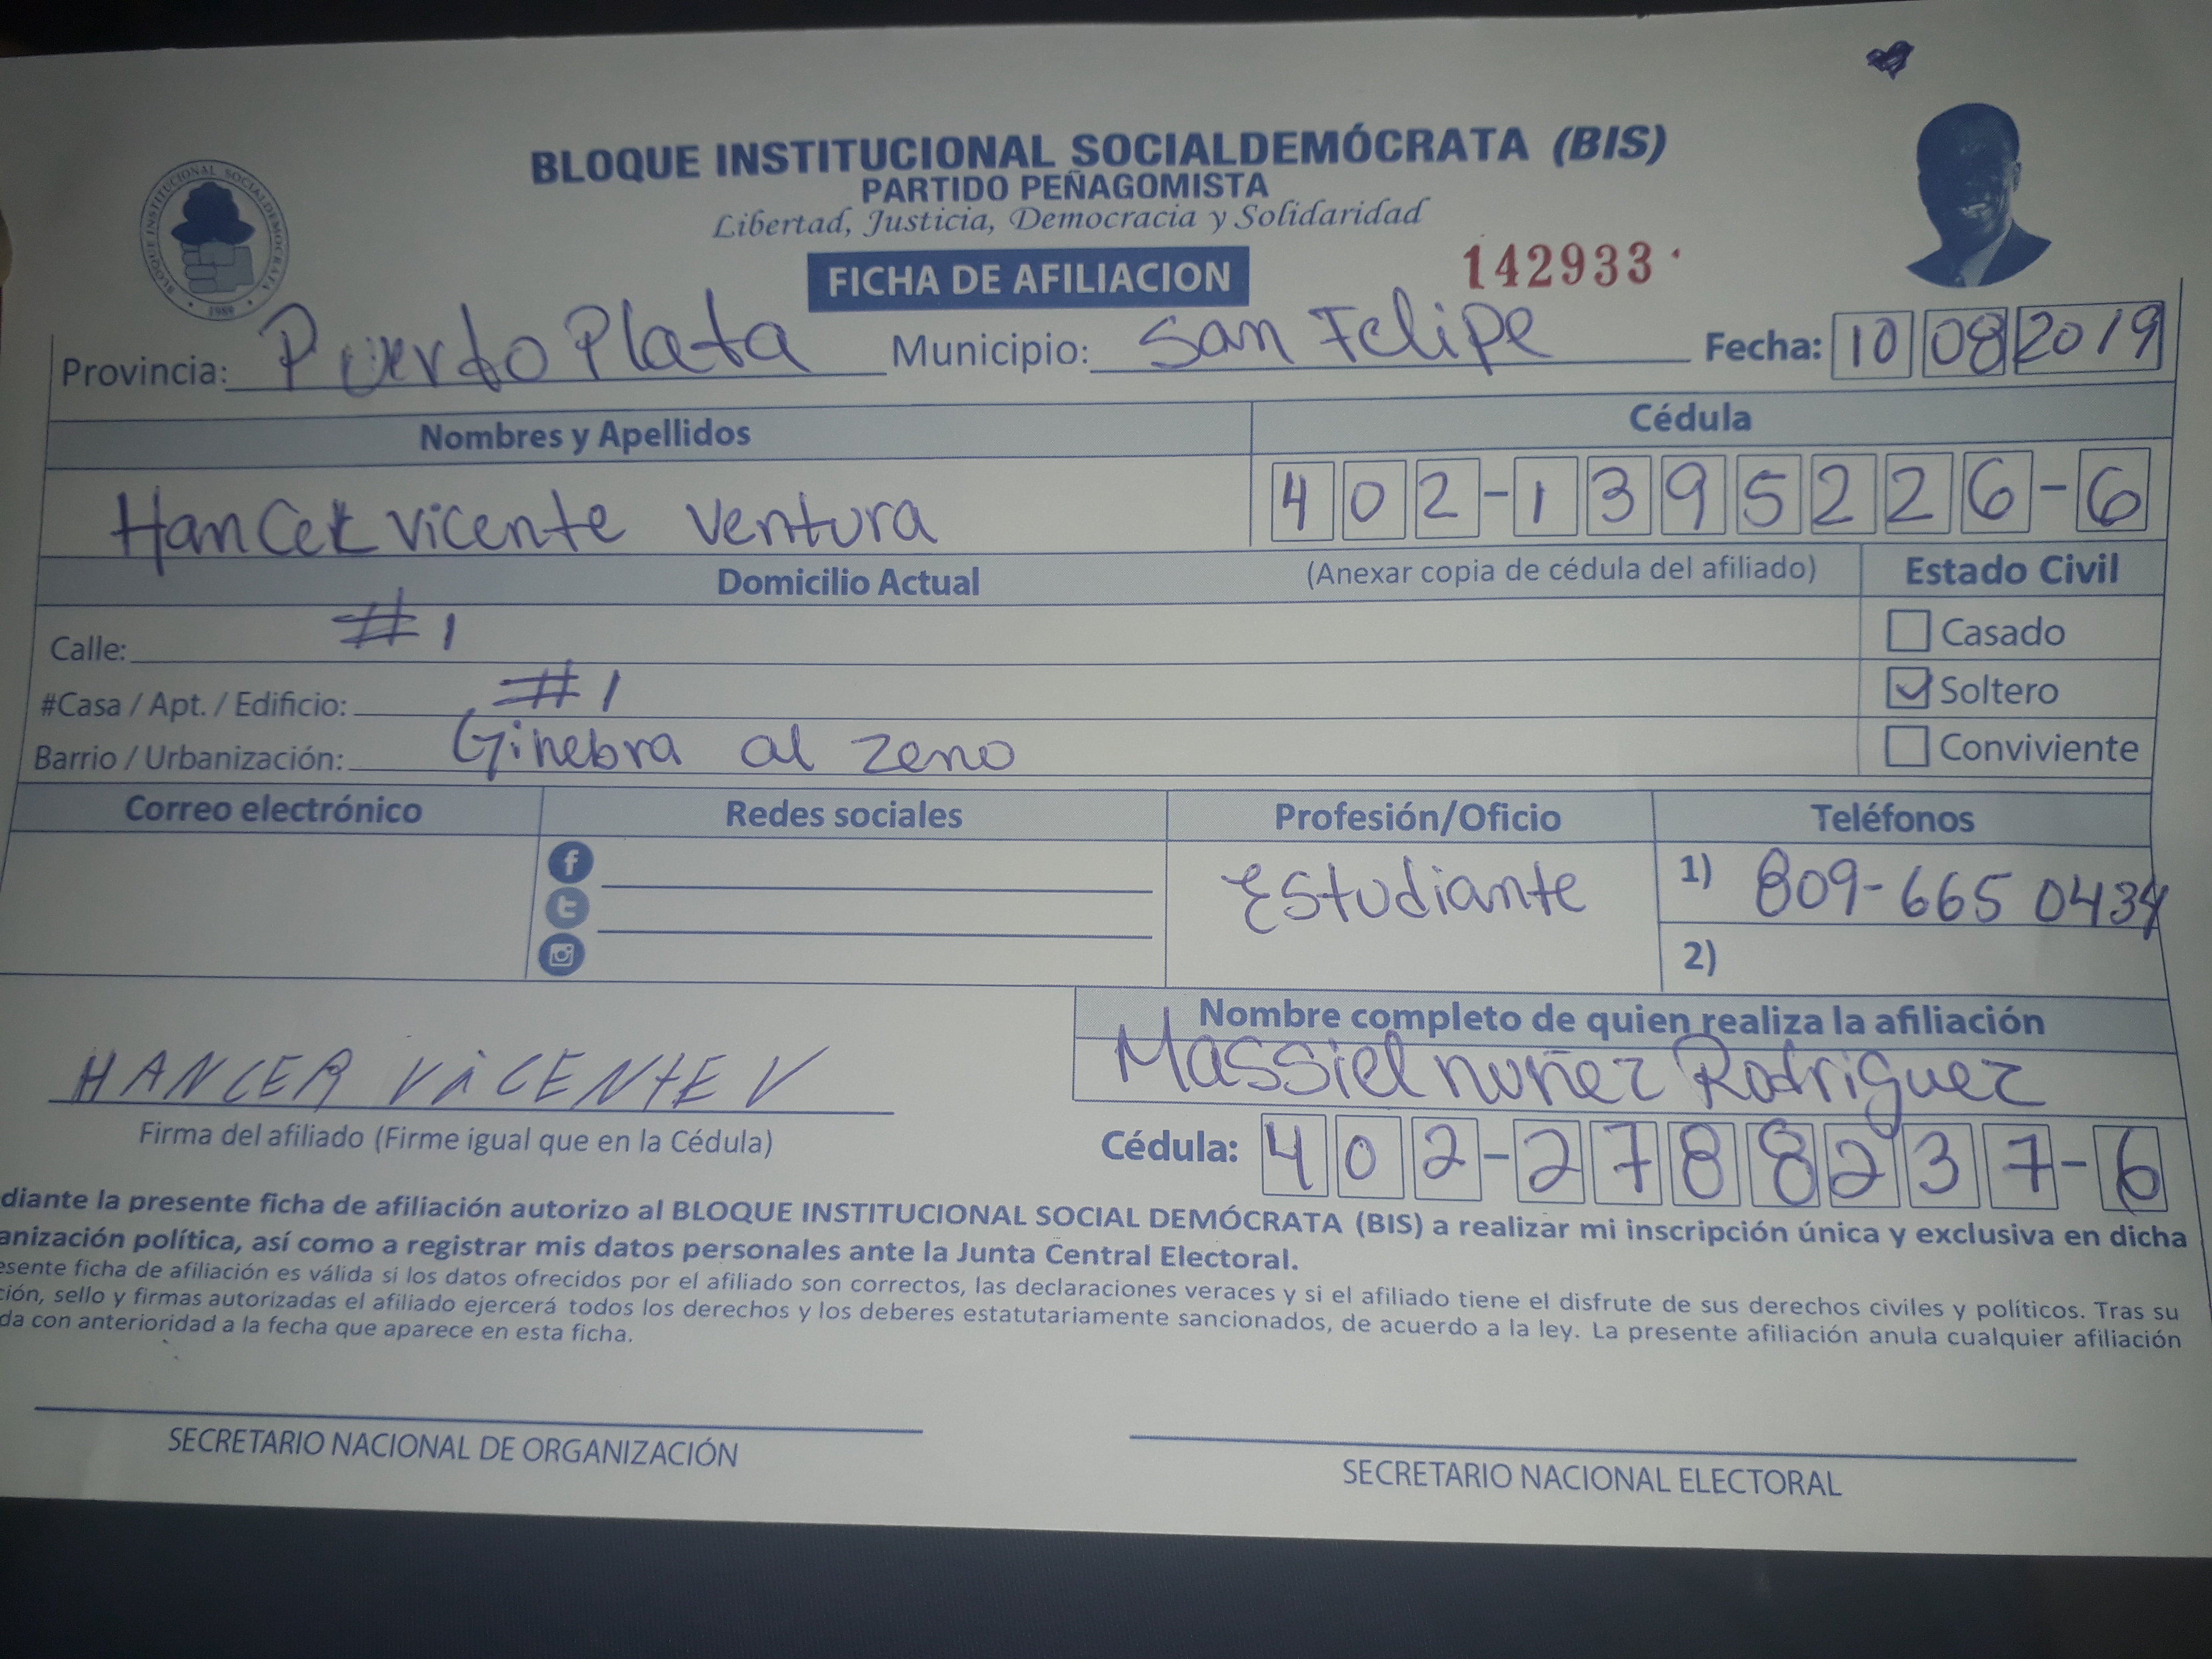 BLOQUE INSTITUCIONAL SOCIALDEMÓCRATA (BIS)
PARTIDO PEÑAGOMISTA
Libertad, Justicia, Democracia y Solidaridad
BLOQUE INSTITUCIONAL SOCIALDEMOCRATA
1989
FICHA DE AFILIACION
142933
Provincia: Puerto Plata Municipio: San Felipe Fecha: 10 08 2019
Nombres y Apellidos Cédula
Vicente Ventura 402-1395226-6
Domicilio Actual (Anexar copia de cédula del afiliado) Estado Civil
Calle: #1 Casado
#Casa / Apt. / Edificio: #1 Soltero
Barrio / Urbanización: Ginebra al zeno Conviviente
Correo electrónico Redes sociales Profesión/Oficio Teléfonos
Estudiante 1) 809-665 0434
2)
Nombre completo de quien realiza la afiliación
HANCER ViCENTE V Massiel nuñez Rodriguez
Firma del afiliado (Firme igual que en la Cédula) Cédula: 402-2788237-6
diante la presente ficha de afiliación autorizo al BLOQUE INSTITUCIONAL SOCIAL DEMÓCRATA (BIS) a realizar mi inscripción única y exclusiva en dicha
anización política, así como a registrar mis datos personales ante la Junta Central Electoral.
esente ficha de afiliación es válida si los datos ofrecidos por el afiliado son correctos, las declaraciones veraces y si el afiliado tiene el disfrute de sus derechos civiles y políticos. Tras su
ción, sello y firmas autorizadas el afiliado ejercerá todos los derechos y los deberes estatutariamente sancionados, de acuerdo a la ley. La presente afiliación anula cualquier afiliación
da con anterioridad a la fecha que aparece en esta ficha.
SECRETARIO NACIONAL DE ORGANIZACIÓN SECRETARIO NACIONAL ELECTORAL